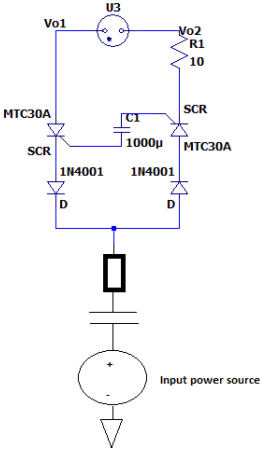 U3
Vo1
Vo2
R1
10
MTC30A
SCR
C1
1000µ
SCR
MTC30A
1N4001
1N4001
D
D
+
-
Input power source